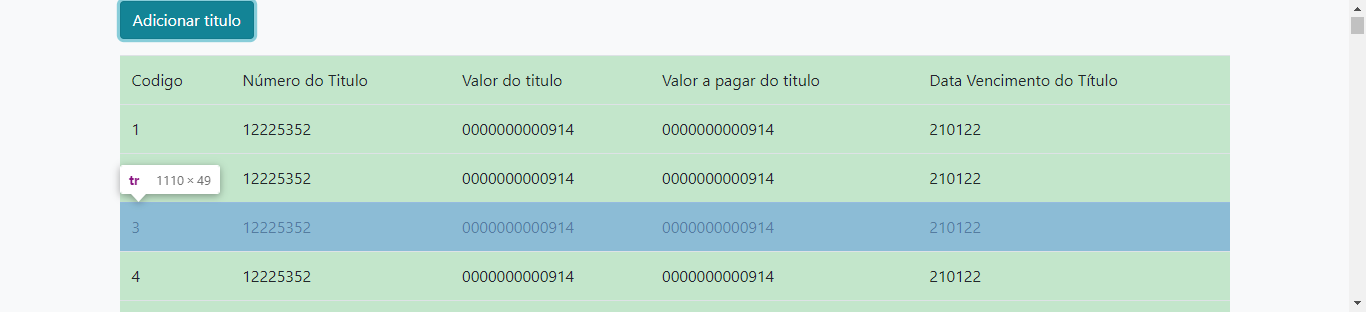 Adicionar titulo
Codigo Número do Titulo Valor do titulo Valor a pagar do titulo Data Vencimento do Título
1 12225352 0000000000914 0000000000914 210122
12225352 0000000000914 0000000000914 210122
tr 1110 × 49
3 12225352 0000000000914 0000000000914 210122
4 12225352 0000000000914 0000000000914 210122